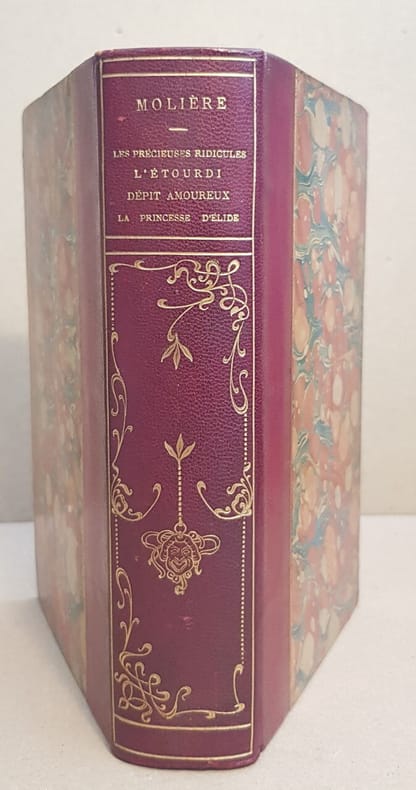 MOLIÈRE
LES PRÉCIEUSES RIDICULES
L'ÉTOURDI
DÉPIT AMOUREUX
LA PRINCESSE D'ÉLIDE